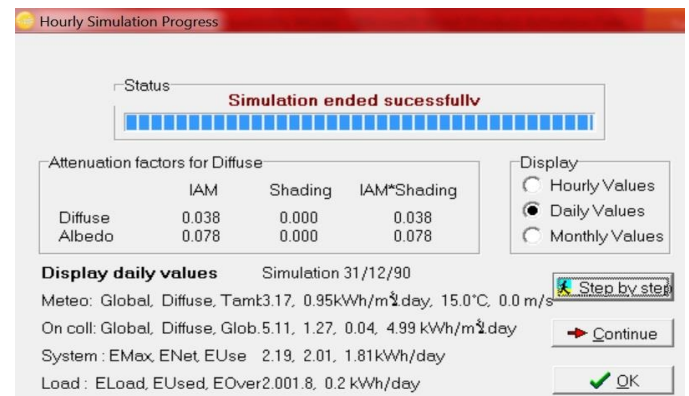 Hourly Simulation Progress
Status
Simulation ended sucessfully
Attenuation factors for Diffuse
IAM Shading IAM*Shading
Diffuse 0.038 0.000 0.038
Albedo 0.078 0.000 0.078
Display
Hourly Values
Daily Values
Monthly Values
Display daily values Simulation 31/12/90
Meteo: Global, Diffuse, Tamb 3.17, 0.95kWh/m².day, 15.0°C, 0.0 m/s
On coll: Global, Diffuse, Glob. 5.11, 1.27, 0.04, 4.99 kWh/m².day
System : EMax, ENet, EUse 2.19, 2.01, 1.81kWh/day
Load : ELoad, EUsed, EOver2.001.8, 0.2 kWh/day
Step by step
Continue
OK